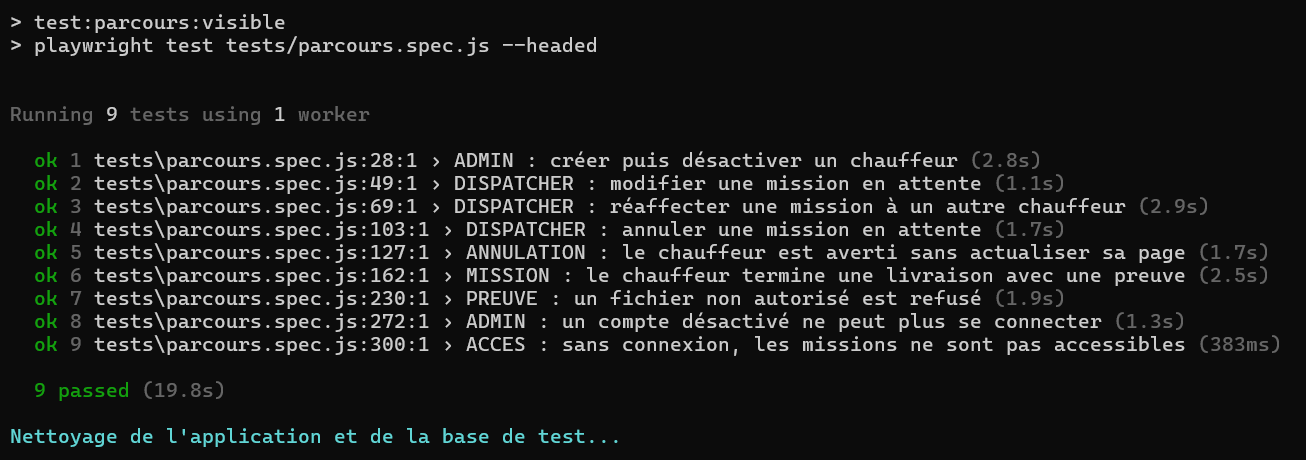 > test:parcours:visible
> playwright test tests/parcours.spec.js --headed
Running 9 tests using 1 worker
ok 1 tests\parcours.spec.js:28:1 › ADMIN : créer puis désactiver un chauffeur (2.8s)
ok 2 tests\parcours.spec.js:49:1 › DISPATCHER : modifier une mission en attente (1.1s)
ok 3 tests\parcours.spec.js:69:1 › DISPATCHER : réaffecter une mission à un autre chauffeur (2.9s)
ok 4 tests\parcours.spec.js:103:1 › DISPATCHER : annuler une mission en attente (1.7s)
ok 5 tests\parcours.spec.js:127:1 › ANNULATION : le chauffeur est averti sans actualiser sa page (1.7s)
ok 6 tests\parcours.spec.js:162:1 › MISSION : le chauffeur termine une livraison avec une preuve (2.5s)
ok 7 tests\parcours.spec.js:230:1 › PREUVE : un fichier non autorisé est refusé (1.9s)
ok 8 tests\parcours.spec.js:272:1 › ADMIN : un compte désactivé ne peut plus se connecter (1.3s)
ok 9 tests\parcours.spec.js:300:1 › ACCES : sans connexion, les missions ne sont pas accessibles (383ms)
9 passed (19.8s)
Nettoyage de l'application et de la base de test...